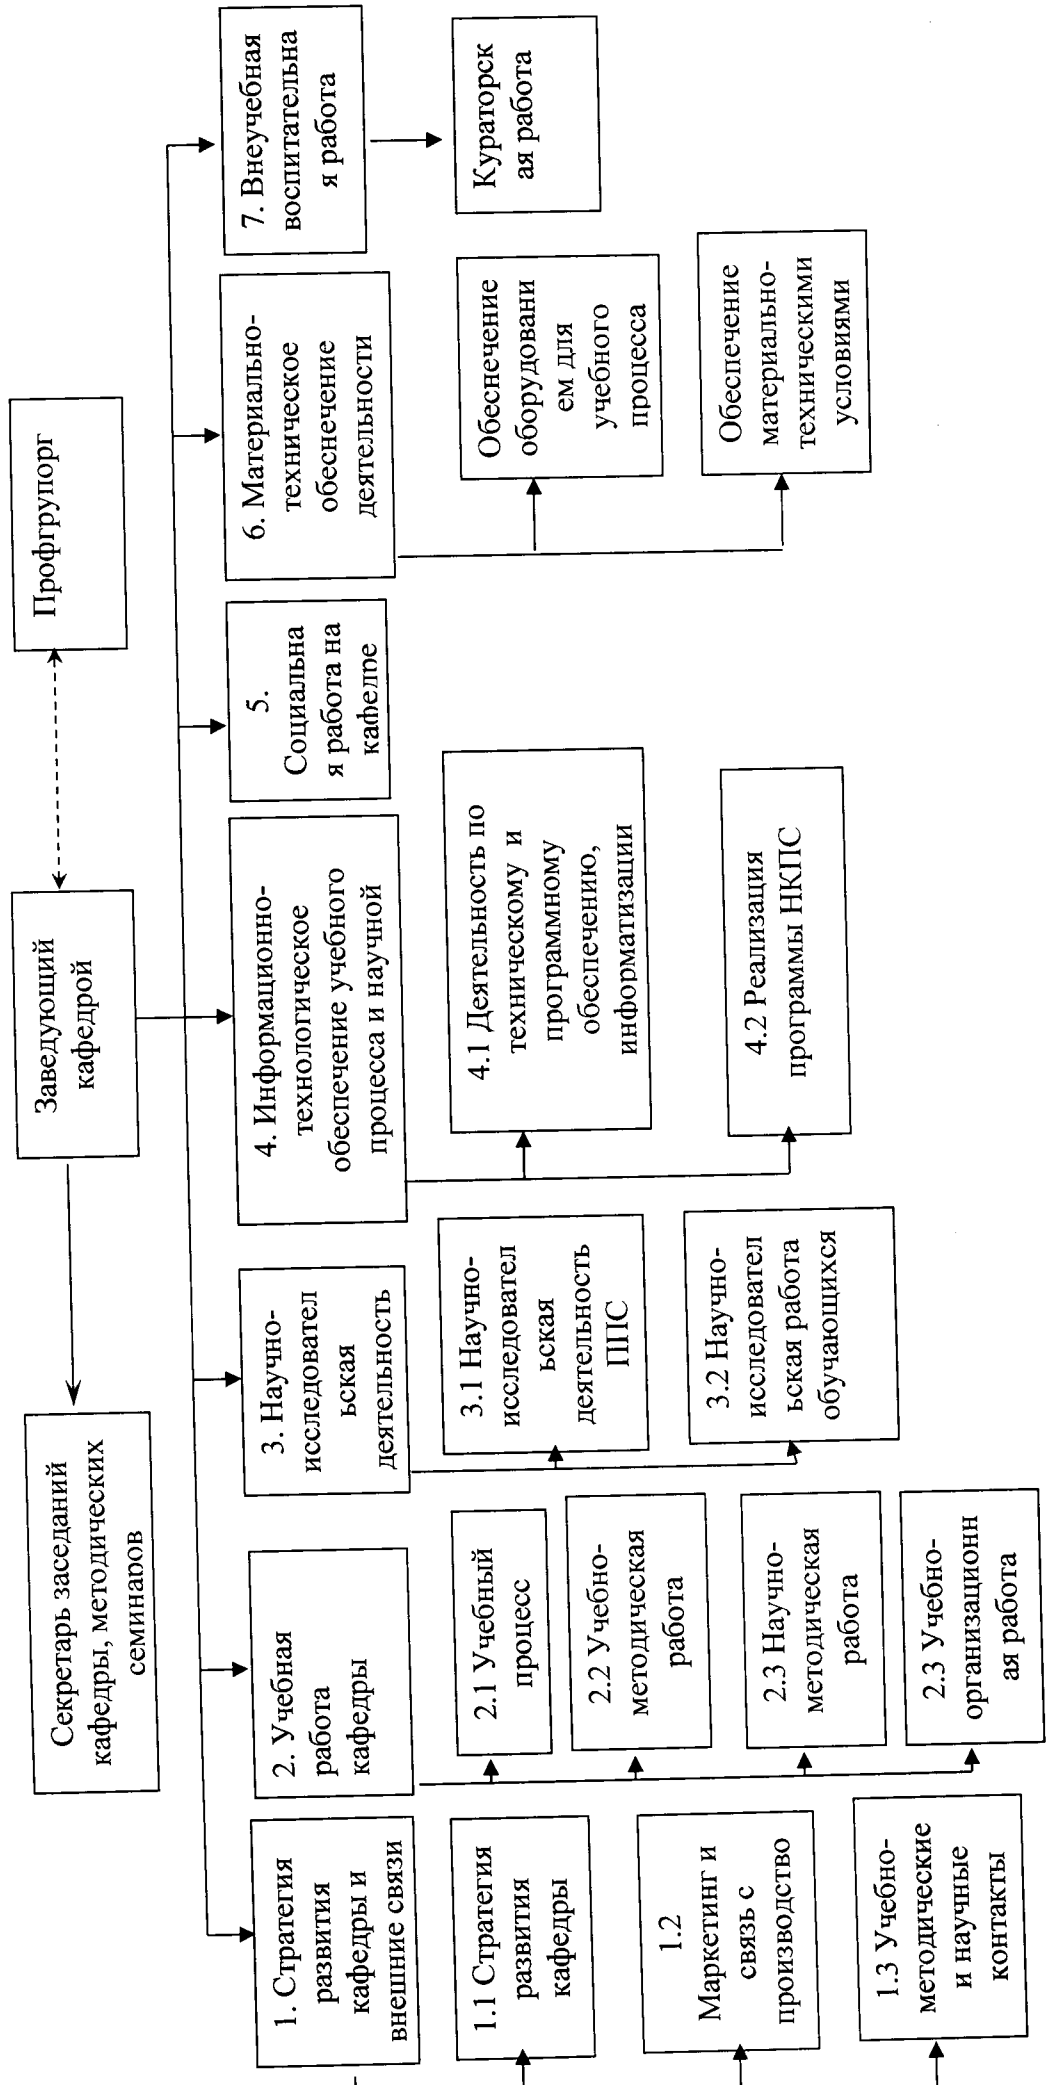 Профгрупорг
Заведующий
кафедрой
Секретарь заседаний
кафедры, методических
семинаров
1. Стратегия
развития
кафедры и
внешние связи
2. Учебная
работа
кафедры
3. Научно-
исследовател
ьская
деятельность
4. Информационно-
технологическое
обеспечение учебного
процесса и научной
5.
Социальна
я работа на
кафедре
6. Материально-
техническое
обеснечение
деятельности
7. Внеучебная
воспитательна
я работа
1.1 Стратегия
развития
кафедры
1.2
Маркетинг и
связь с
производство
1.3 Учебно-
методические
и научные
контакты
2.1 Учебный
процесс
2.2 Учебно-
методическая
работа
2.3 Научно-
методическая
работа
2.3 Учебно-
организационн
ая работа
3.1 Научно-
исследовател
ьская
деятельность
ППС
3.2 Научно-
исследовател
ьская работа
обучающихся
4.1 Деятельность по
техническому и
программному
обеспечению,
информатизации
4.2 Реализация
программы НКПС
Обеснечение
оборудовани
ем для
учебного
процесса
Обеспечение
материально-
техническими
условиями
Кураторск
ая работа